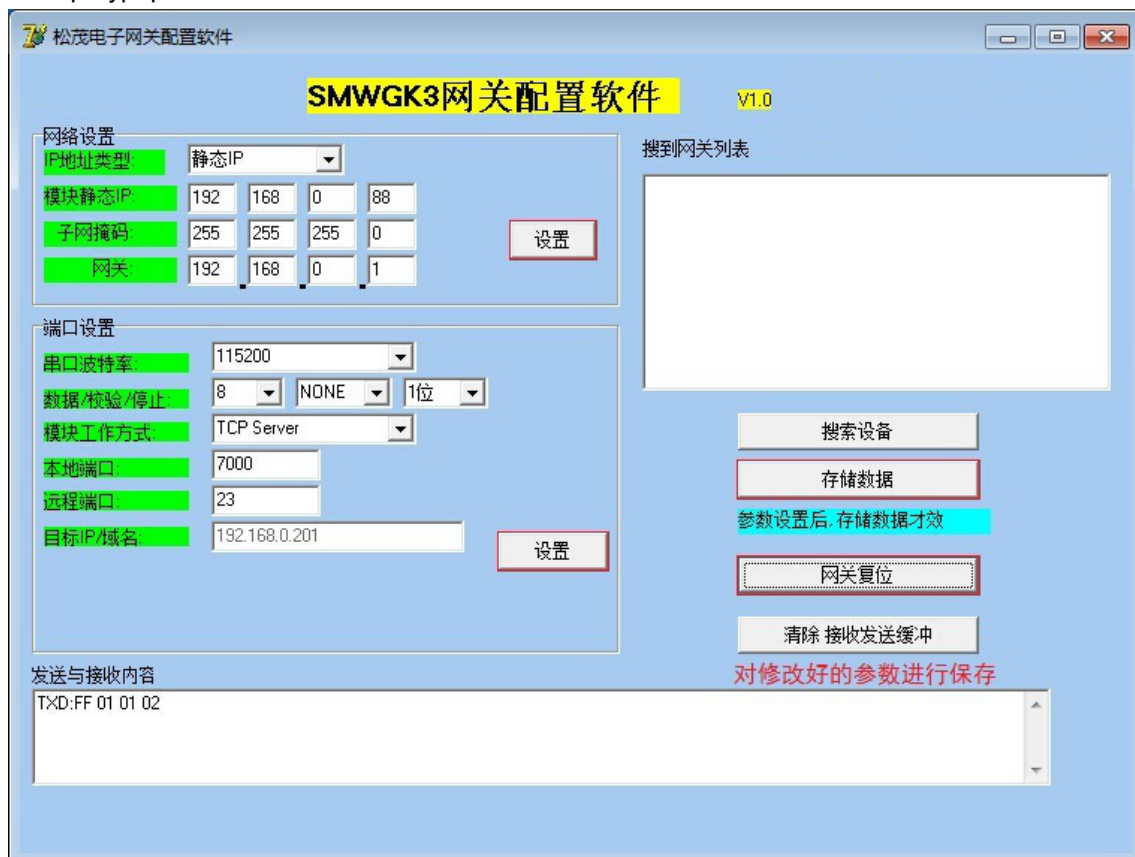 松茂电子网关配置软件
SMWGK3网关配置软件 V1.0
网络设置
IP地址类型: 静态IP
模块静态IP: 192 168 0 88
子网掩码: 255 255 255 0
网关: 192 168 0 1
设置
端口设置
串口波特率: 115200
数据/校验/停止: 8 NONE 1位
模块工作方式: TCP Server
本地端口: 7000
远程端口: 23
目标IP/域名: 192.168.0.201
设置
搜到网关列表
搜索设备
存储数据
参数设置后,存储数据才效
网关复位
清除 接收发送缓冲
对修改好的参数进行保存
发送与接收内容
TXD:FF 01 01 02